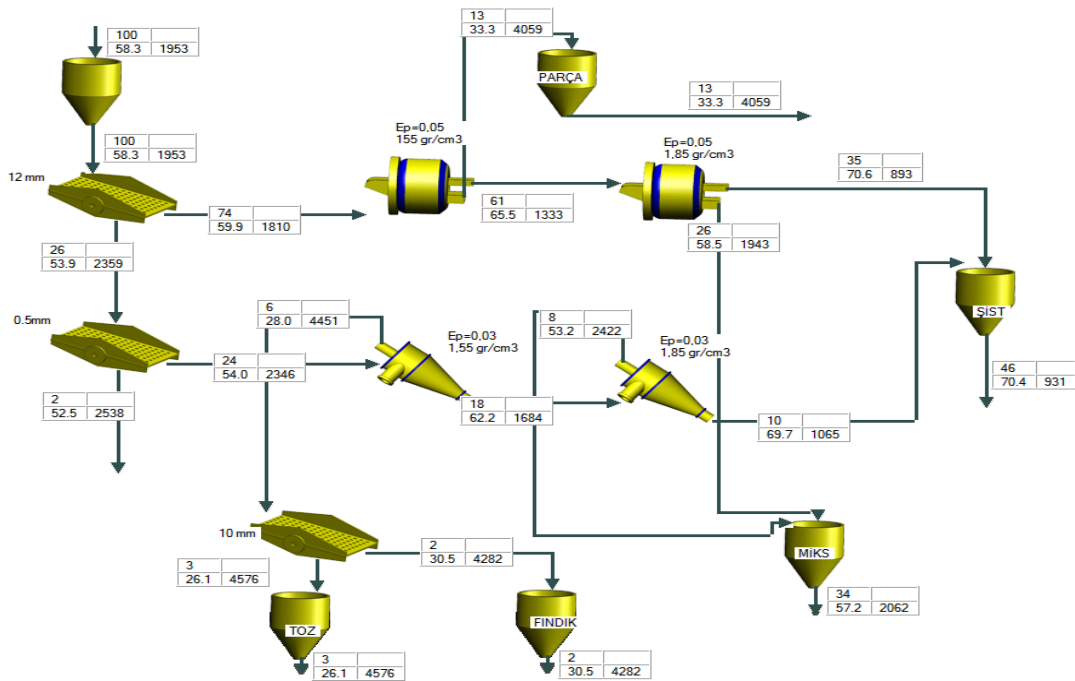 13
33.3 4059
100
58.3 1953
PARÇA
13
33.3 4059
Ep=0,05
155 gr/cm3
100
58.3 1953
Ep=0,05
1,85 gr/cm3
35
70.6 893
12 mm
61
65.5 1333
74
59.9 1810
26
58.5 1943
26
53.9 2359
6
28.0 4451
8
53.2 2422
ŞİST
0.5mm
Ep=0,03
1,55 gr/cm3
Ep=0,03
1,85 gr/cm3
24
54.0 2346
46
70.4 931
2
52.5 2538
18
62.2 1684
10
69.7 1065
10 mm
2
30.5 4282
MİKS
3
26.1 4576
34
57.2 2062
TOZ
FINDIK
3
26.1 4576
2
30.5 4282